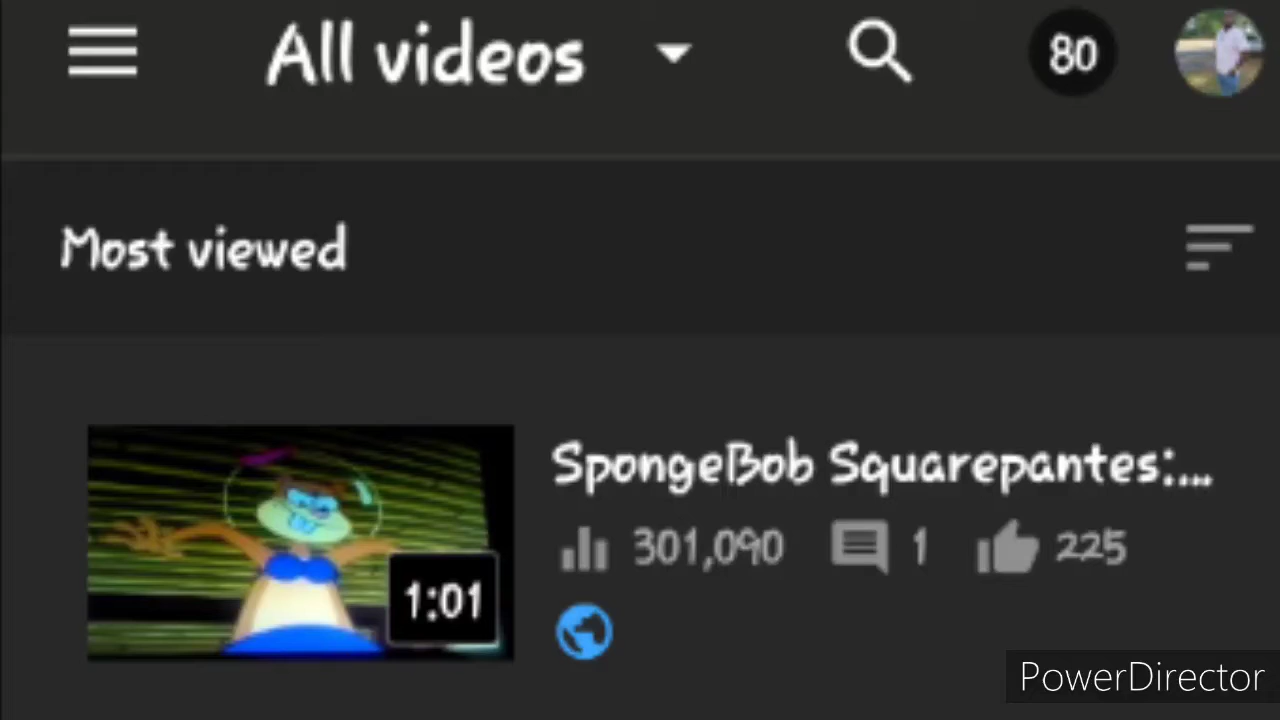 All videos
80
Most viewed
SpongeBob Squarepantes:...
301,090 1 225
1:01
PowerDirector